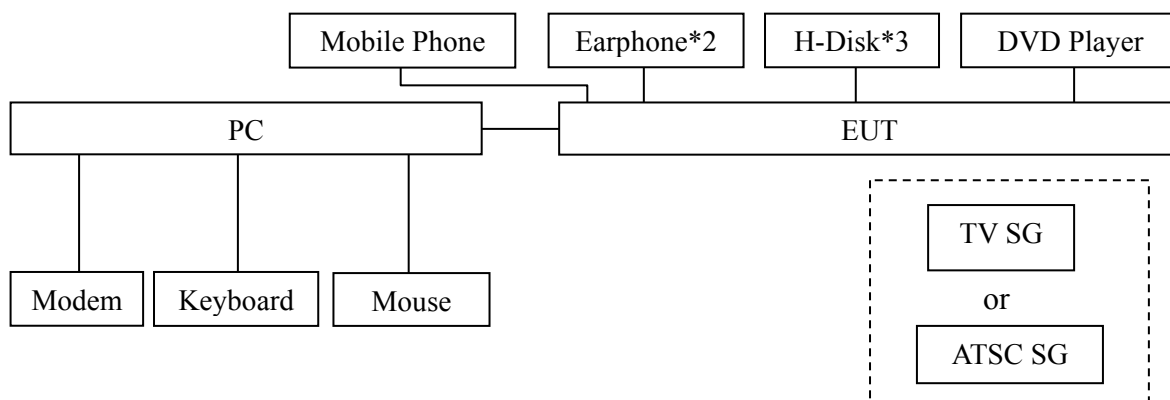 Mobile Phone
Earphone*2
H-Disk*3
DVD Player
PC
EUT
TV SG
or
ATSC SG
Modem
Keyboard
Mouse